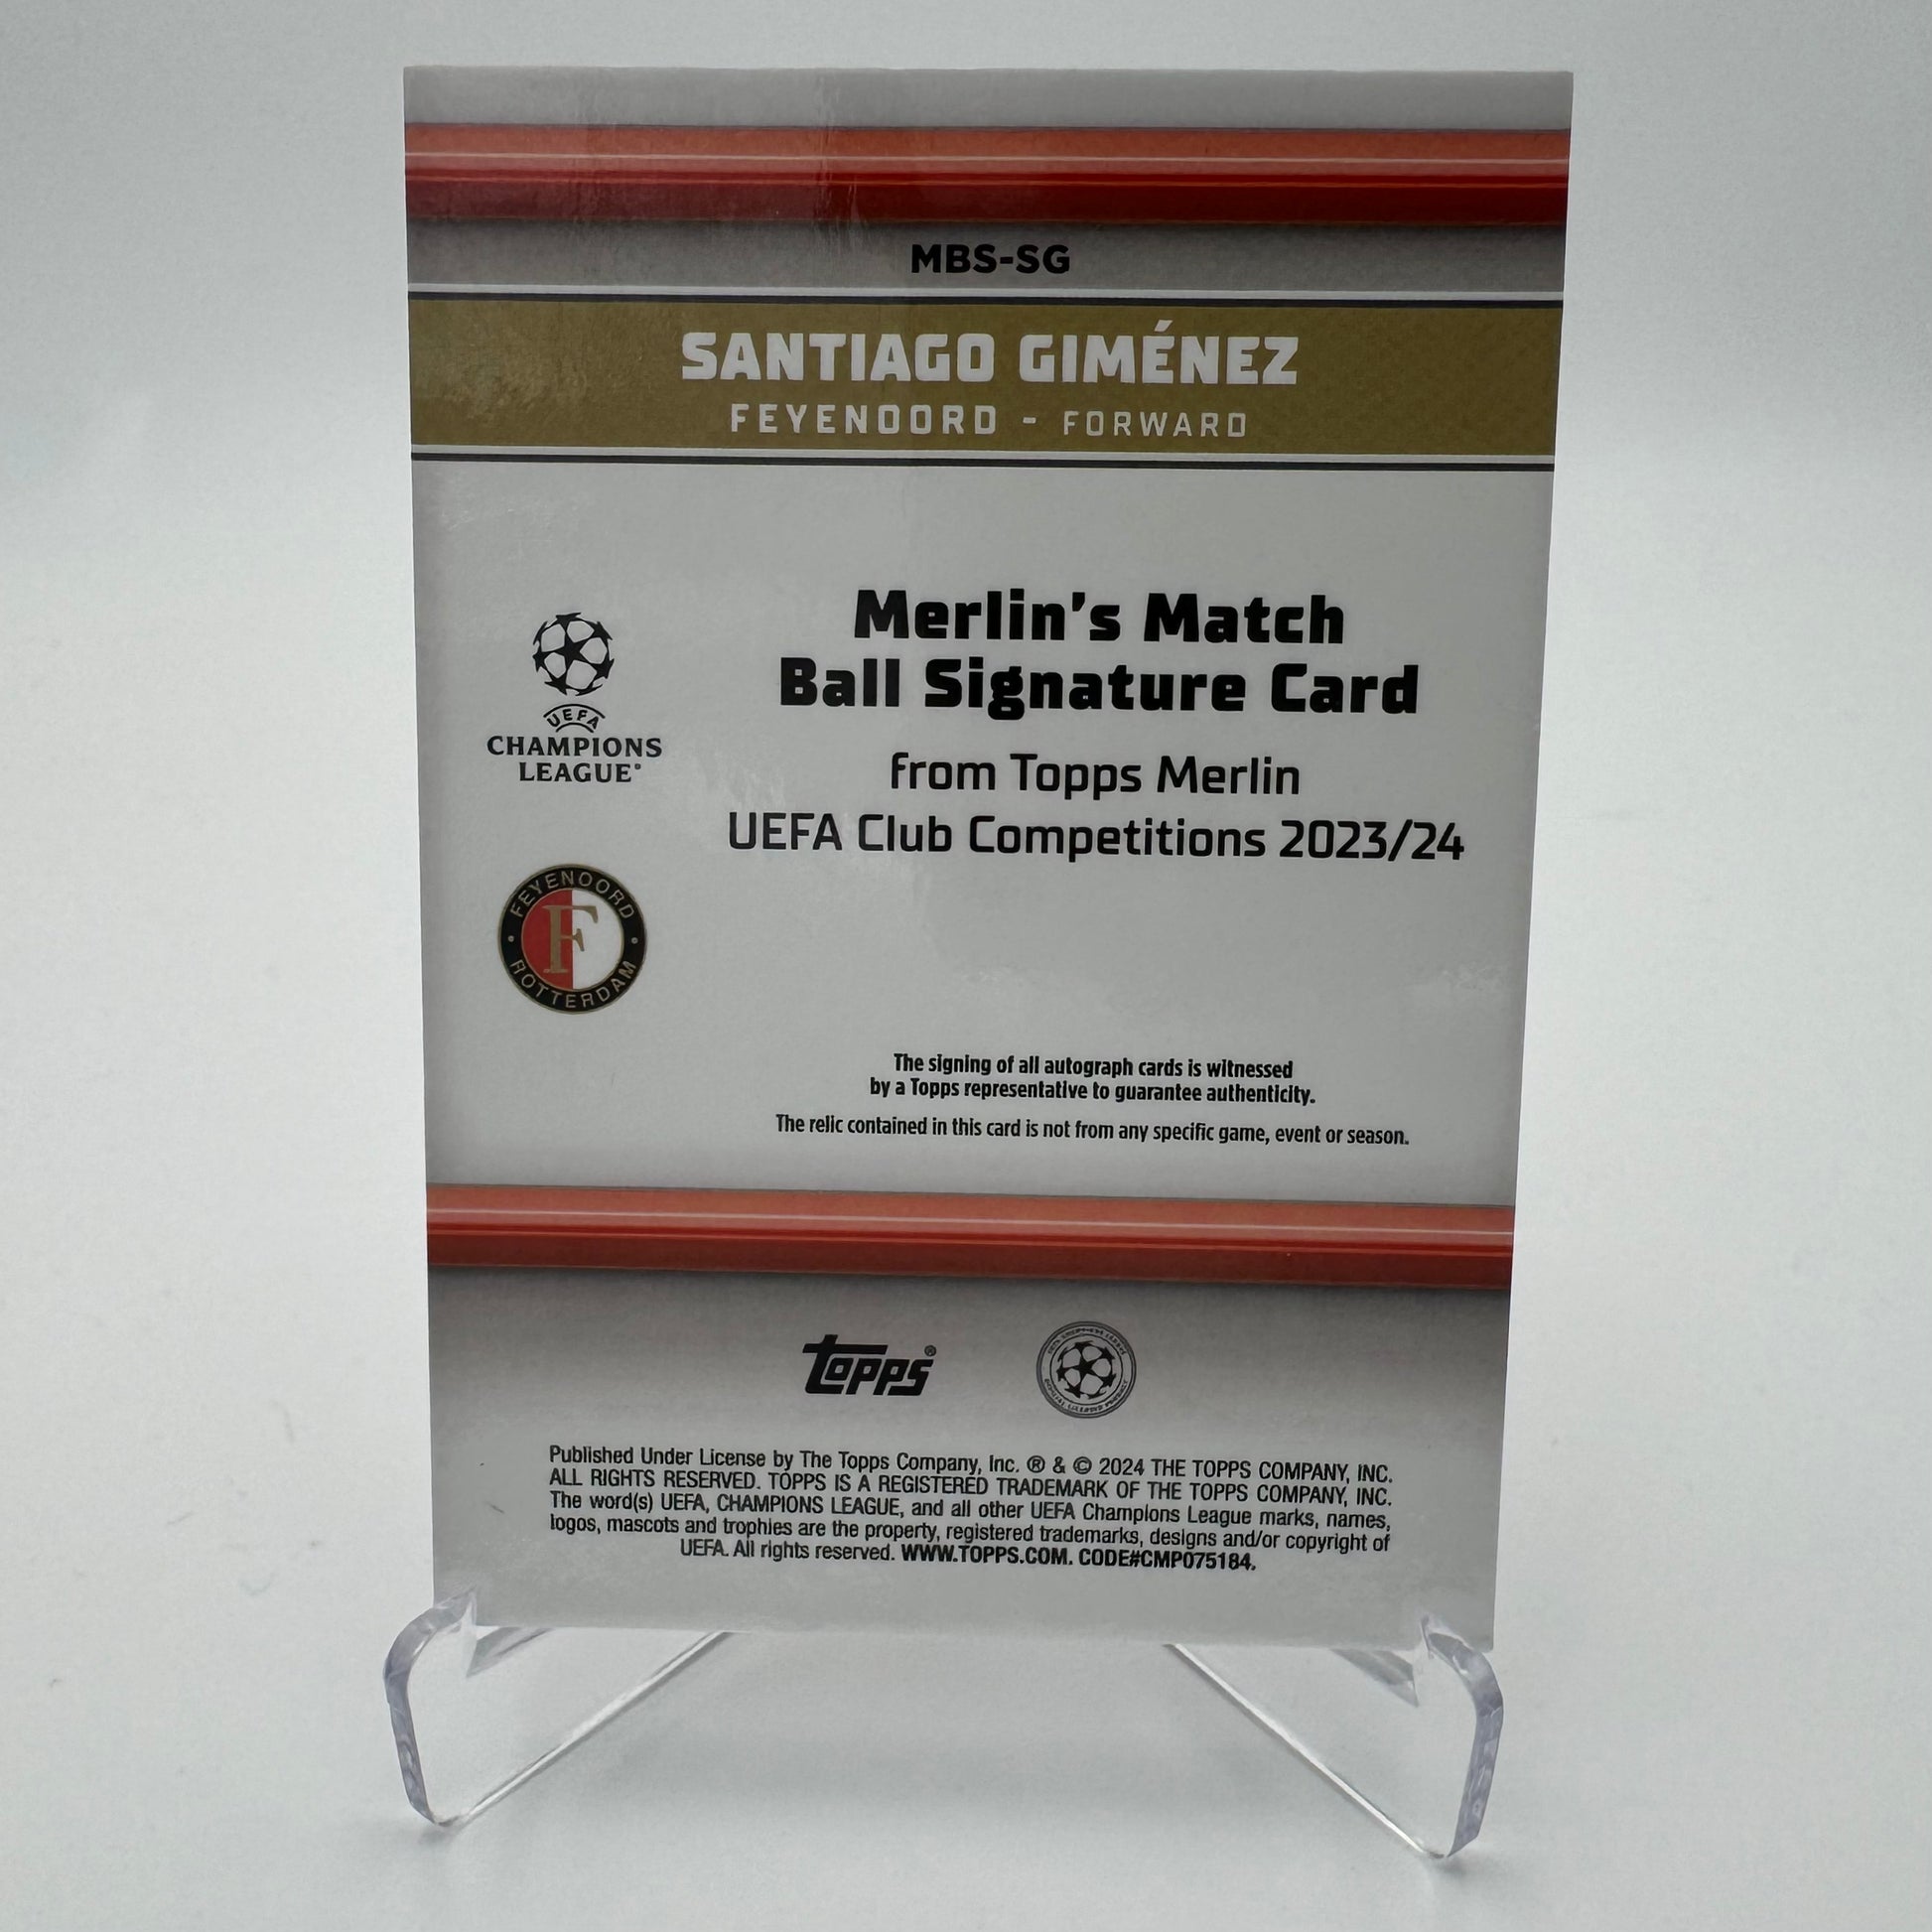 MBS-SG
SANTIAGO GIMÉNEZ
FEYENOORD - FORWARD
Merlin's Match
Ball Signature Card
from Topps Merlin
UEFA Club Competitions 2023/24
UEFA
CHAMPIONS
LEAGUE®
FEYENOORD
F
ROTTERDAM
The signing of all autograph cards is witnessed
by a Topps representative to guarantee authenticity.
The relic contained in this card is not from any specific game, event or season.
topps®
Published Under License by The Topps Company, Inc. ® & © 2024 THE TOPPS COMPANY, INC.
ALL RIGHTS RESERVED. TOPPS IS A REGISTERED TRADEMARK OF THE TOPPS COMPANY, INC.
The word(s) UEFA, CHAMPIONS LEAGUE, and all other UEFA Champions League marks, names,
logos, mascots and trophies are the property, registered trademarks, designs and/or copyright of
UEFA. All rights reserved. WWW.TOPPS.COM. CODE#CMP075184.